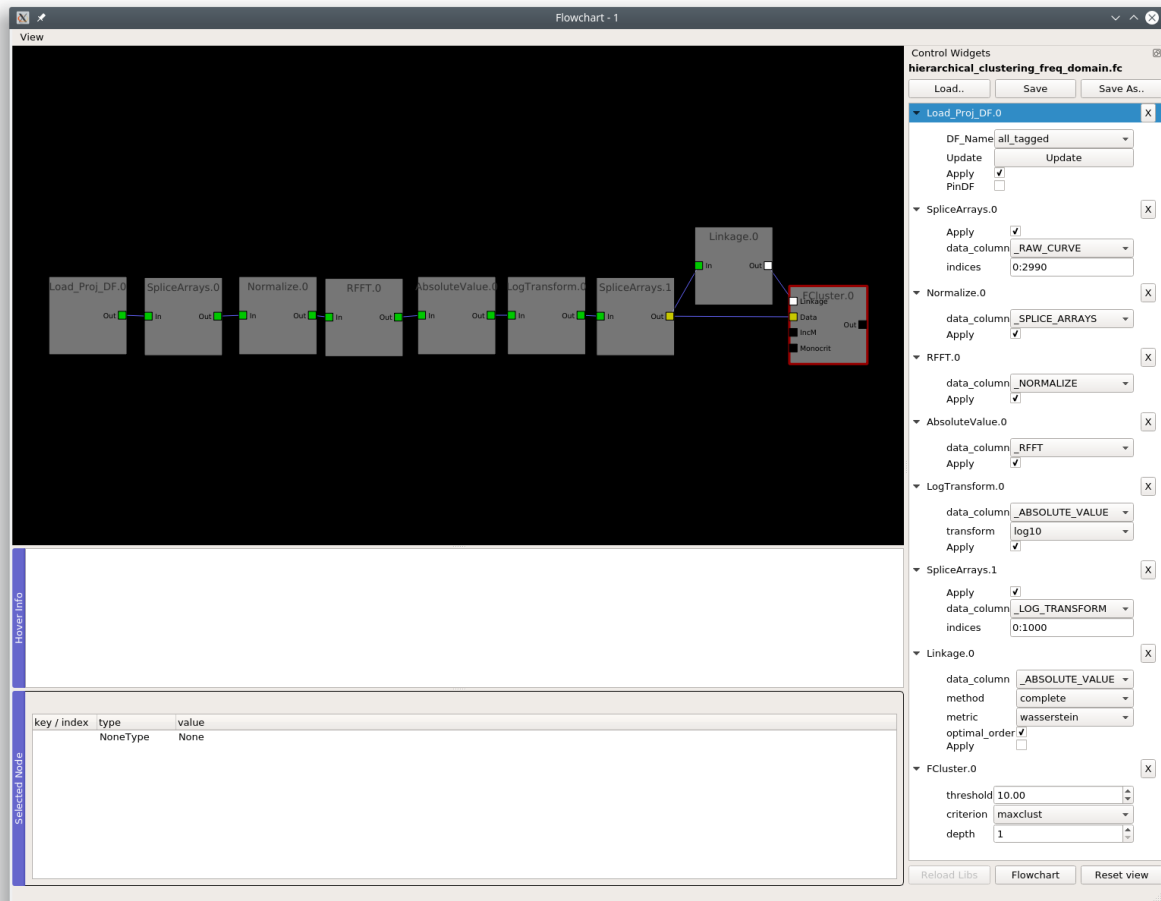 Flowchart - 1
View
Control Widgets
hierarchical_clustering_freq_domain.fc
Load..
Save
Save As..
Load_Proj_DF.0
X
DF_Name
all_tagged
Update
Update
Apply
PinDF
SpliceArrays.0
X
Apply
data_column
_RAW_CURVE
indices
0:2990
Normalize.0
X
data_column
_SPLICE_ARRAYS
Apply
RFFT.0
X
data_column
_NORMALIZE
Apply
AbsoluteValue.0
X
data_column
_RFFT
Apply
LogTransform.0
X
data_column
_ABSOLUTE_VALUE
transform
log10
Apply
SpliceArrays.1
X
Apply
data_column
_LOG_TRANSFORM
indices
0:1000
Linkage.0
X
data_column
_ABSOLUTE_VALUE
method
complete
metric
wasserstein
optimal_order
Apply
FCluster.0
X
threshold
10.00
criterion
maxclust
depth
1
Reload Libs
Flowchart
Reset view
Load_Proj_DF.0
Out
SpliceArrays.0
In
Out
Normalize.0
In
Out
RFFT.0
In
Out
AbsoluteValue.0
In
Out
LogTransform.0
In
Out
SpliceArrays.1
In
Out
Linkage.0
In
Out
FCluster.0
Linkage
Data
IncM
Monocrit
Out
Hover Info
Selected Node
key / index
type
value
NoneType
None